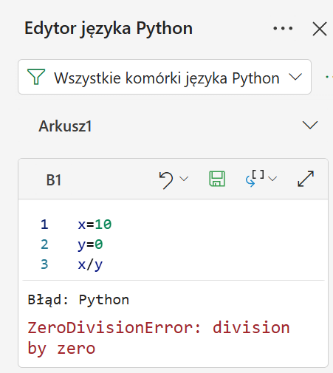 Edytor języka Python
Wszystkie komórki języka Python
Arkusz1
B1
1 x=10
2 y=0
3 x/y
Błąd: Python
ZeroDivisionError: division
by zero